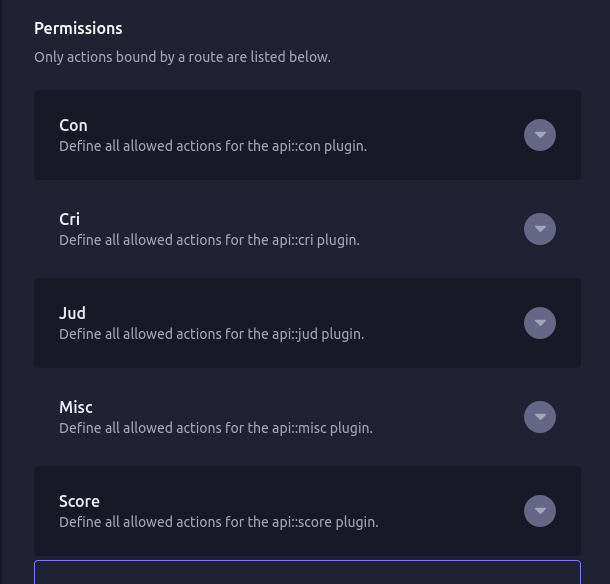 Permissions
Only actions bound by a route are listed below.
Con
Define all allowed actions for the api::con plugin.
Cri
Define all allowed actions for the api::cri plugin.
Jud
Define all allowed actions for the api::jud plugin.
Misc
Define all allowed actions for the api::misc plugin.
Score
Define all allowed actions for the api::score plugin.